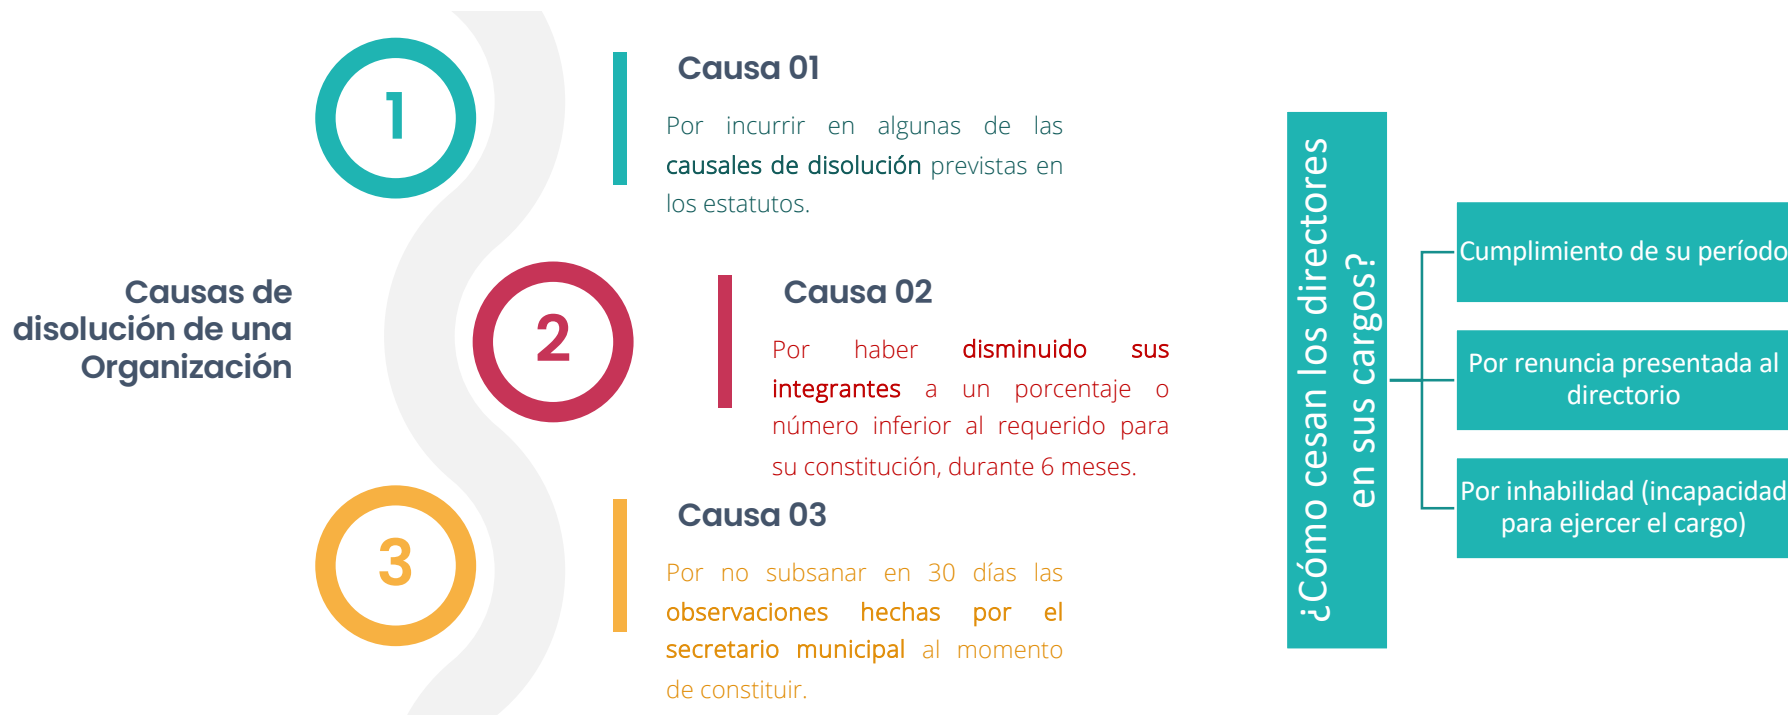 Causas de
disolución de una
Organización
1
Causa 01
Por incurrir en algunas de las
causales de disolución previstas en
los estatutos.
2
Causa 02
Por haber disminuido sus
integrantes a un porcentaje o
número inferior al requerido para
su constitución, durante 6 meses.
3
Causa 03
Por no subsanar en 30 días las
observaciones hechas por el
secretario municipal al momento
de constituir.
¿Cómo cesan los directores
en sus cargos?
Cumplimiento de su período
Por renuncia presentada al
directorio
Por inhabilidad (incapacidad
para ejercer el cargo)